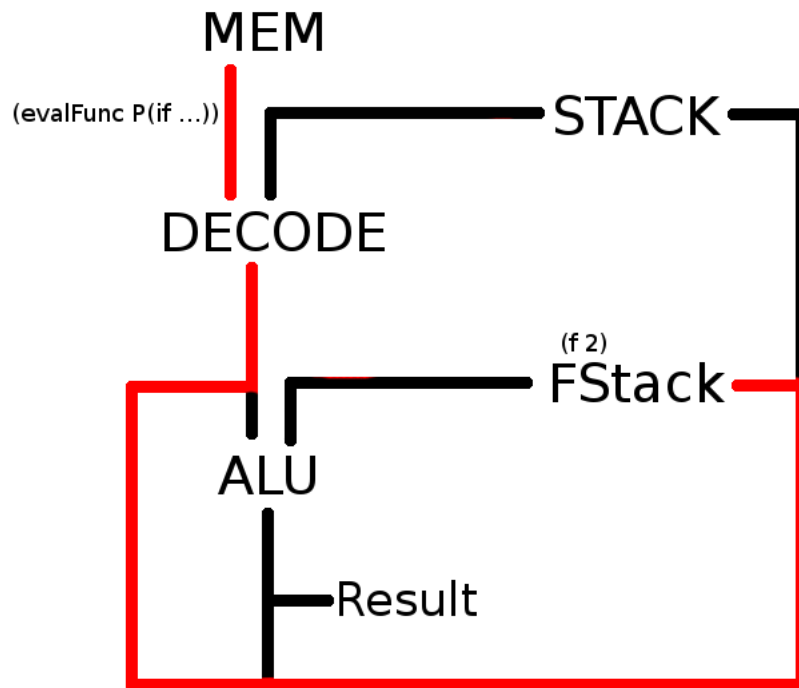 MEM
(evalFunc P(if ...))
STACK
DECODE
(f 2)
FStack
ALU
Result